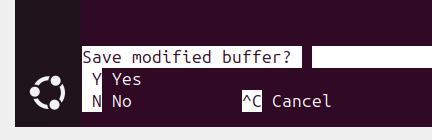 Save modified buffer?
Y Yes
N No ^C Cancel